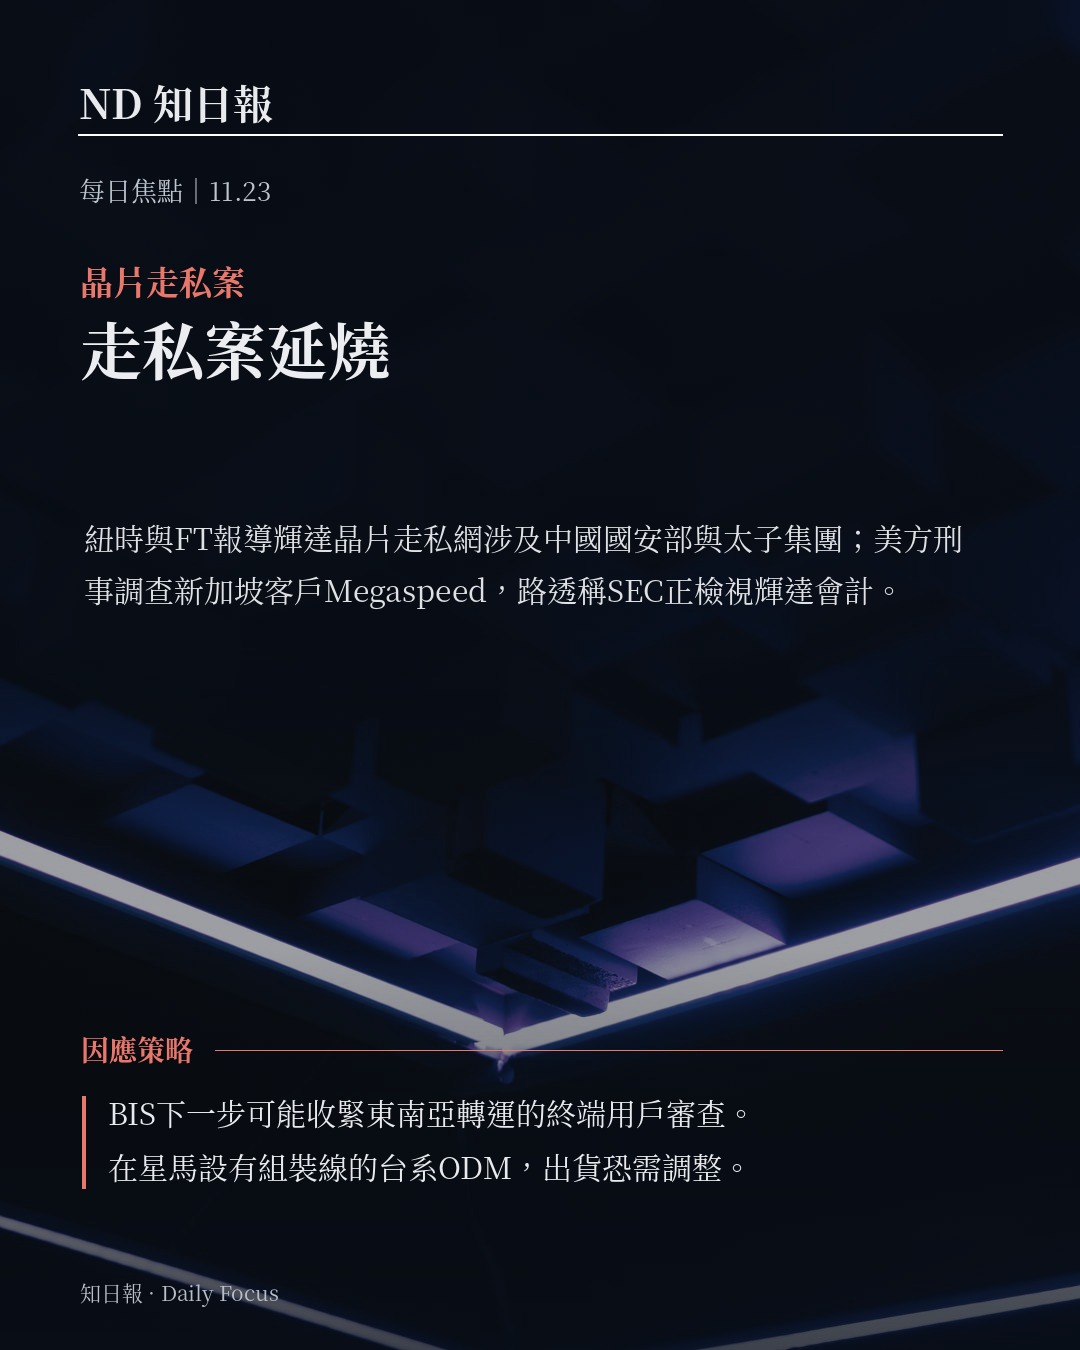 ND 知日報
每日焦點｜11.23
晶片走私案
走私案延燒
紐時與FT報導輝達晶片走私網涉及中國國安部與太子集團；美方刑
事調查新加坡客戶Megaspeed，路透稱SEC正檢視輝達會計。
因應策略
BIS下一步可能收緊東南亞轉運的終端用戶審查。
在星馬設有組裝線的台系ODM，出貨恐需調整。
知日報 · Daily Focus